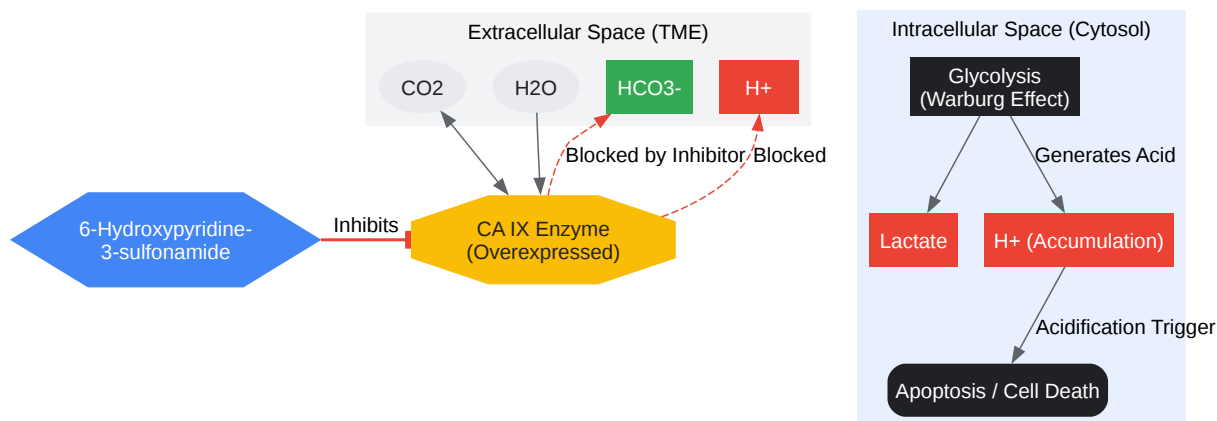 Extracellular Space (TME)
CO2
H2O
HCO3-
H+
Blocked by Inhibitor
Blocked
6-Hydroxypyridine-
3-sulfonamide
Inhibits
CA IX Enzyme
(Overexpressed)
Intracellular Space (Cytosol)
Glycolysis
(Warburg Effect)
Generates Acid
Lactate
H+ (Accumulation)
Acidification Trigger
Apoptosis / Cell Death